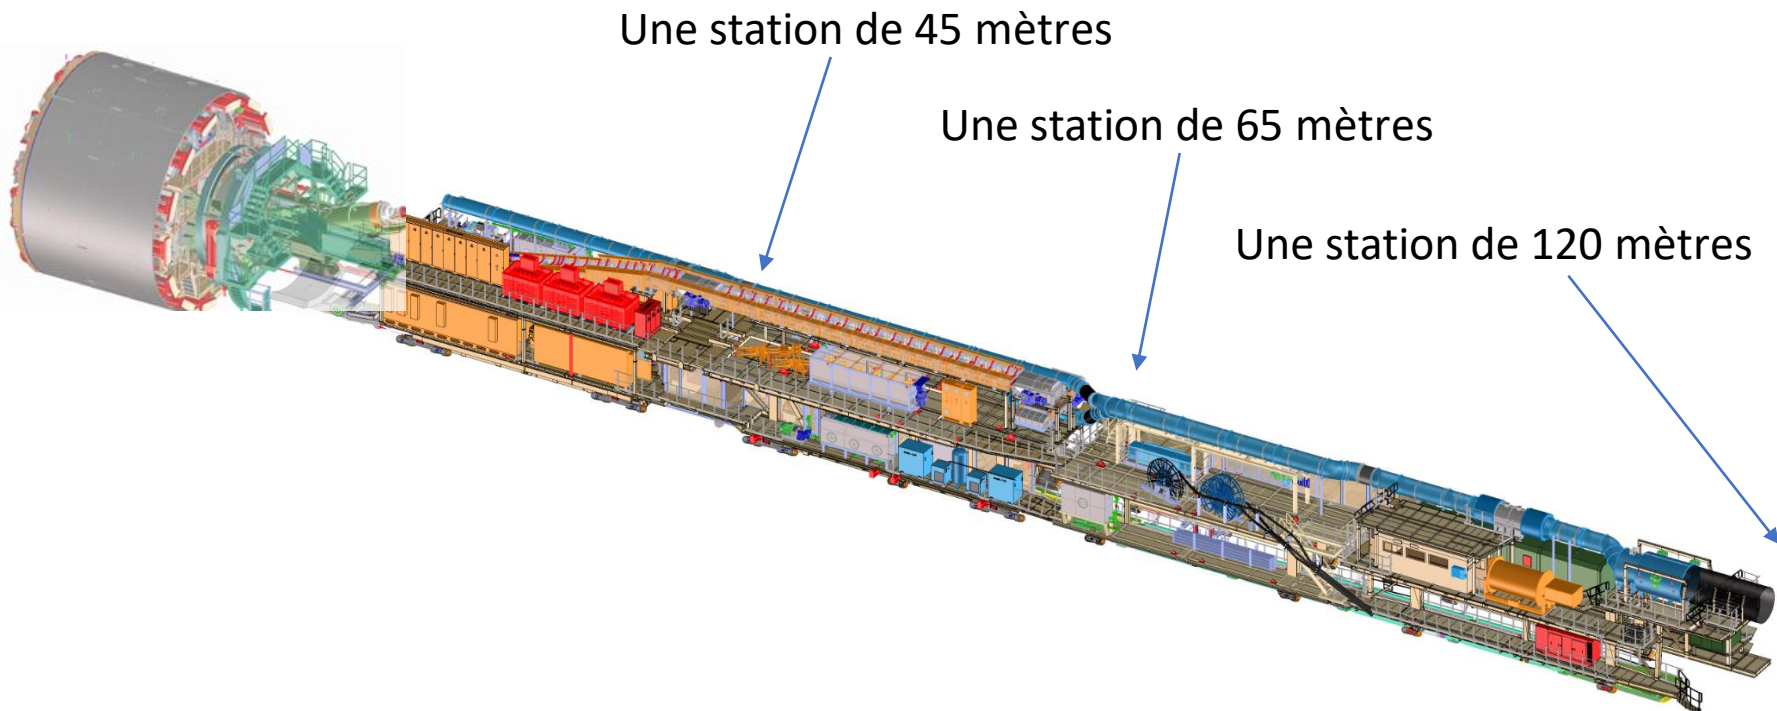 Une station de 45 mètres
Une station de 65 mètres
Une station de 120 mètres